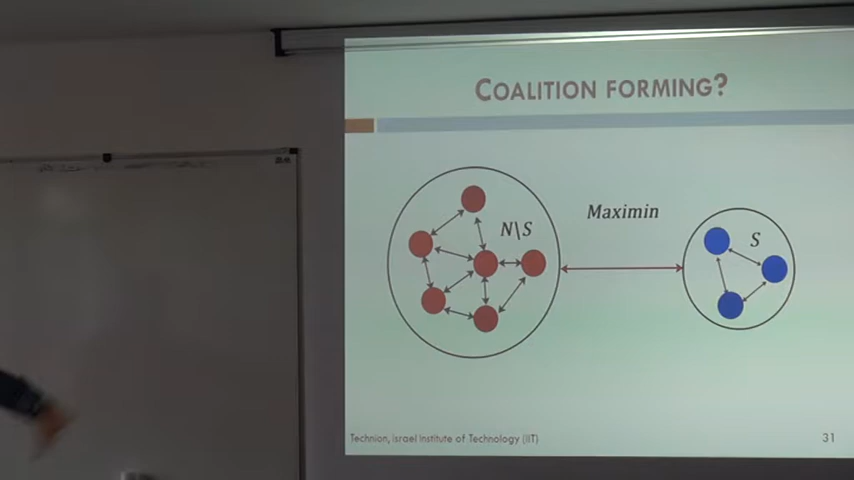 COALITION FORMING?
Maximin
N\S
S
Technion, Israel Institute of Technology (IIT)
31